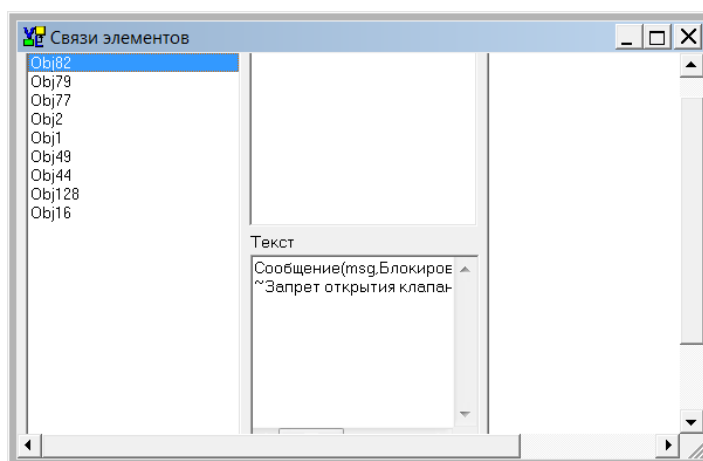 Связи элементов
Obj82
Obj79
Obj77
Obj2
Obj1
Obj49
Obj44
Obj128
Obj16
Текст
Сообщение(msg,Блокиров
~Запрет открытия клапан